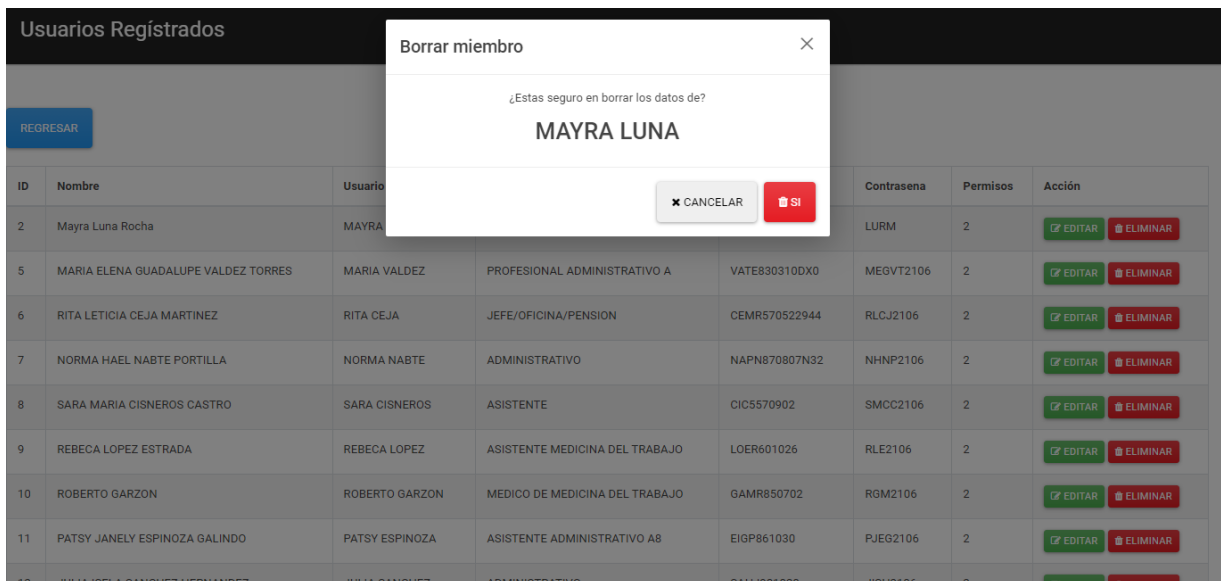 Usuarios Regístrados
Borrar miembro
¿Estas seguro en borrar los datos de?
MAYRA LUNA
CANCELAR SI
REGRESAR
ID Nombre Usuario Contrasena Permisos Acción
2 Mayra Luna Rocha MAYRA LURM 2 EDITAR ELIMINAR
5 MARIA ELENA GUADALUPE VALDEZ TORRES MARIA VALDEZ PROFESIONAL ADMINISTRATIVO A VATE830310DX0 MEGVT2106 2 EDITAR ELIMINAR
6 RITA LETICIA CEJA MARTINEZ RITA CEJA JEFE/OFICINA/PENSION CEMR570522944 RLCJ2106 2 EDITAR ELIMINAR
7 NORMA HAEL NABTE PORTILLA NORMA NABTE ADMINISTRATIVO NAPN870807N32 NHNP2106 2 EDITAR ELIMINAR
8 SARA MARIA CISNEROS CASTRO SARA CISNEROS ASISTENTE CIC5570902 SMCC2106 2 EDITAR ELIMINAR
9 REBECA LOPEZ ESTRADA REBECA LOPEZ ASISTENTE MEDICINA DEL TRABAJO LOER601026 RLE2106 2 EDITAR ELIMINAR
10 ROBERTO GARZON ROBERTO GARZON MEDICO DE MEDICINA DEL TRABAJO GAMR850702 RGM2106 2 EDITAR ELIMINAR
11 PATSY JANELY ESPINOZA GALINDO PATSY ESPINOZA ASISTENTE ADMINISTRATIVO A8 EIGP861030 PJEG2106 2 EDITAR ELIMINAR